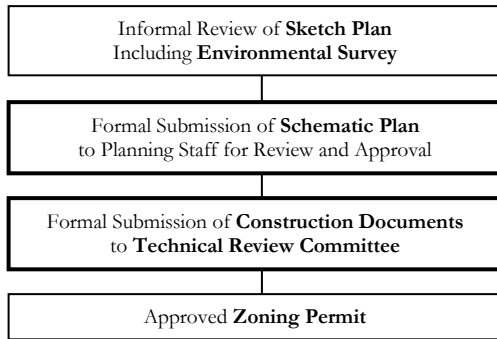 Informal Review of Sketch Plan
Including Environmental Survey
Formal Submission of Schematic Plan
to Planning Staff for Review and Approval
Formal Submission of Construction Documents
to Technical Review Committee
Approved Zoning Permit